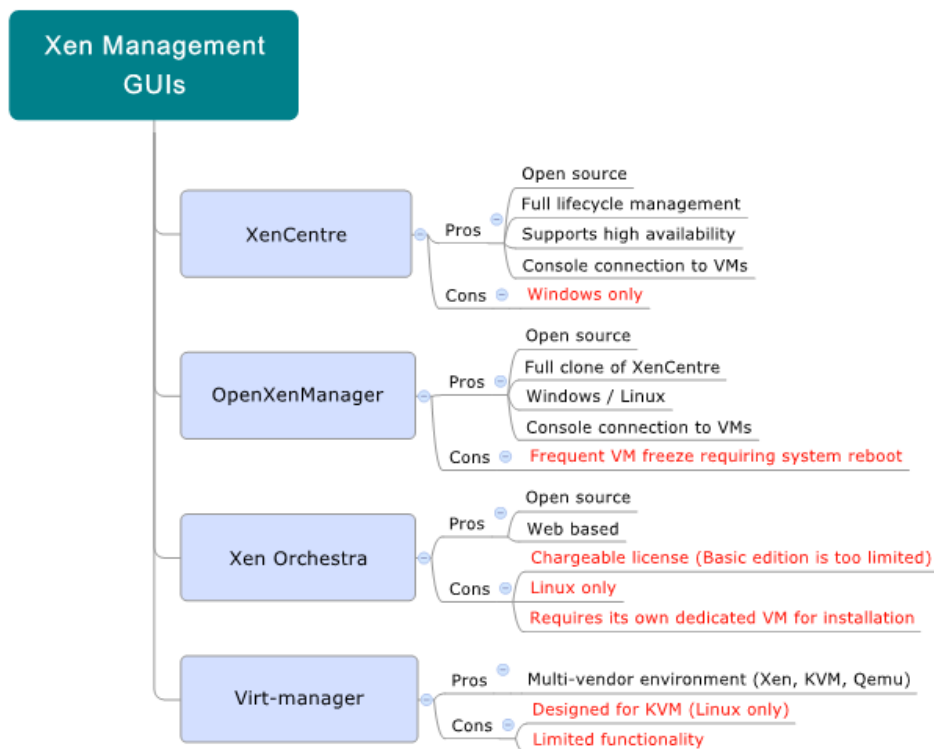 Xen Management
GUIs
XenCentre
Pros
Open source
Full lifecycle management
Supports high availability
Console connection to VMs
Cons
Windows only
OpenXenManager
Pros
Open source
Full clone of XenCentre
Windows / Linux
Console connection to VMs
Cons
Frequent VM freeze requiring system reboot
Xen Orchestra
Pros
Open source
Web based
Cons
Chargeable license (Basic edition is too limited)
Linux only
Requires its own dedicated VM for installation
Virt-manager
Pros
Multi-vendor environment (Xen, KVM, Qemu)
Cons
Designed for KVM (Linux only)
Limited functionality